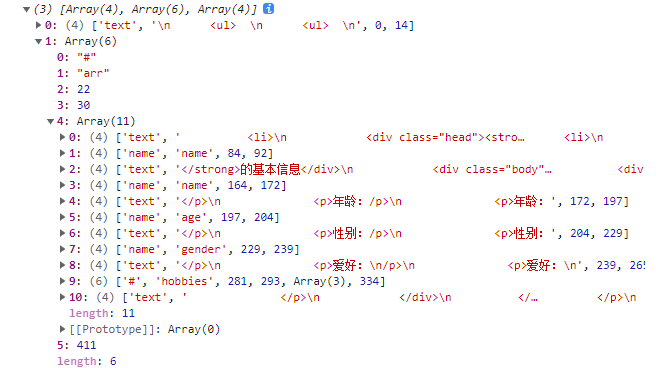 (3) [Array(4), Array(6), Array(4)]
0: (4) ['text', '\n <ul> \n <ul> \n', 0, 14]
1: Array(6)
0: "#"
1: "arr"
2: 22
3: 30
4: Array(11)
0: (4) ['text', ' <li>\n <div class="head"><stro… <li>\n
1: (4) ['name', 'name', 84, 92]
2: (4) ['text', '</strong>的基本信息</div>\n <div class="body"… <div
3: (4) ['name', 'name', 164, 172]
4: (4) ['text', '</p>\n <p>年龄: /p>\n <p>年龄: ', 172, 197]
5: (4) ['name', 'age', 197, 204]
6: (4) ['text', '</p>\n <p>性别: /p>\n <p>性别: ', 204, 229]
7: (4) ['name', 'gender', 229, 239]
8: (4) ['text', '</p>\n <p>爱好: \n/p>\n <p>爱好: \n', 239, 265
9: (6) ['#', 'hobbies', 281, 293, Array(3), 334]
10: (4) ['text', ' </p>\n </div>\n </… </p>\n
length: 11
[[Prototype]]: Array(0)
5: 411
length: 6